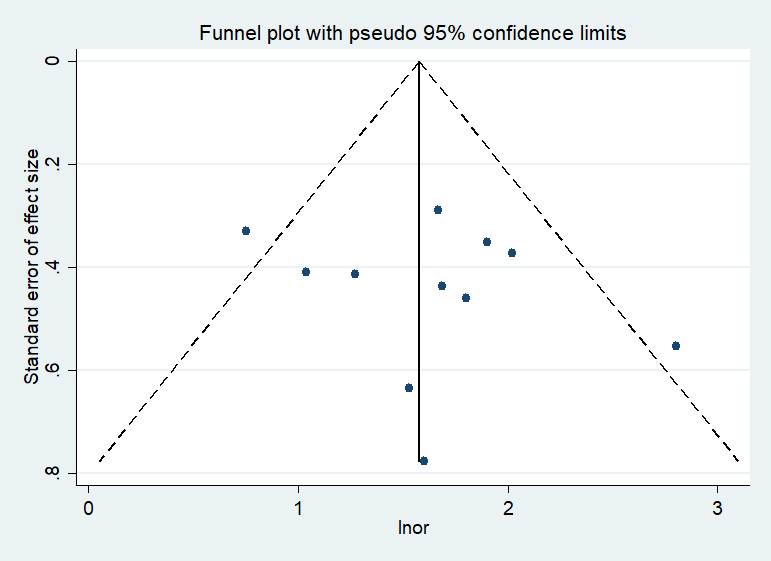 Funnel plot with pseudo 95% confidence limits
Standard error of effect size
0
.2
.4
.6
.8
0 1 2 3
lnor